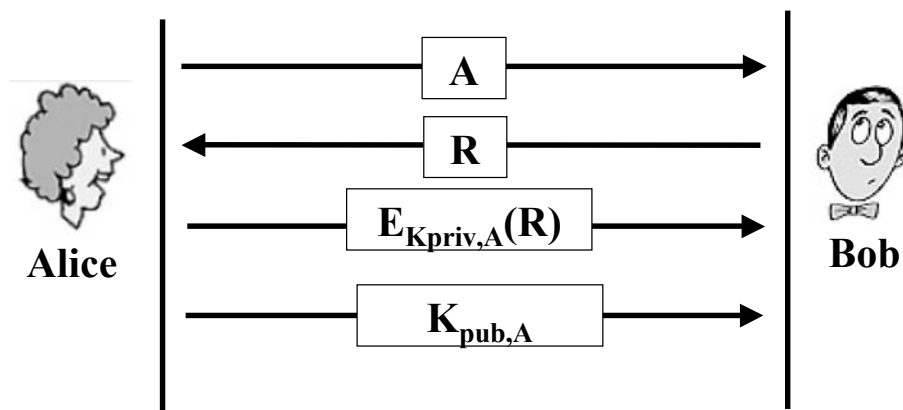 A
R
E_{Kpriv,A}(R)
Alice
Bob
K_{pub,A}